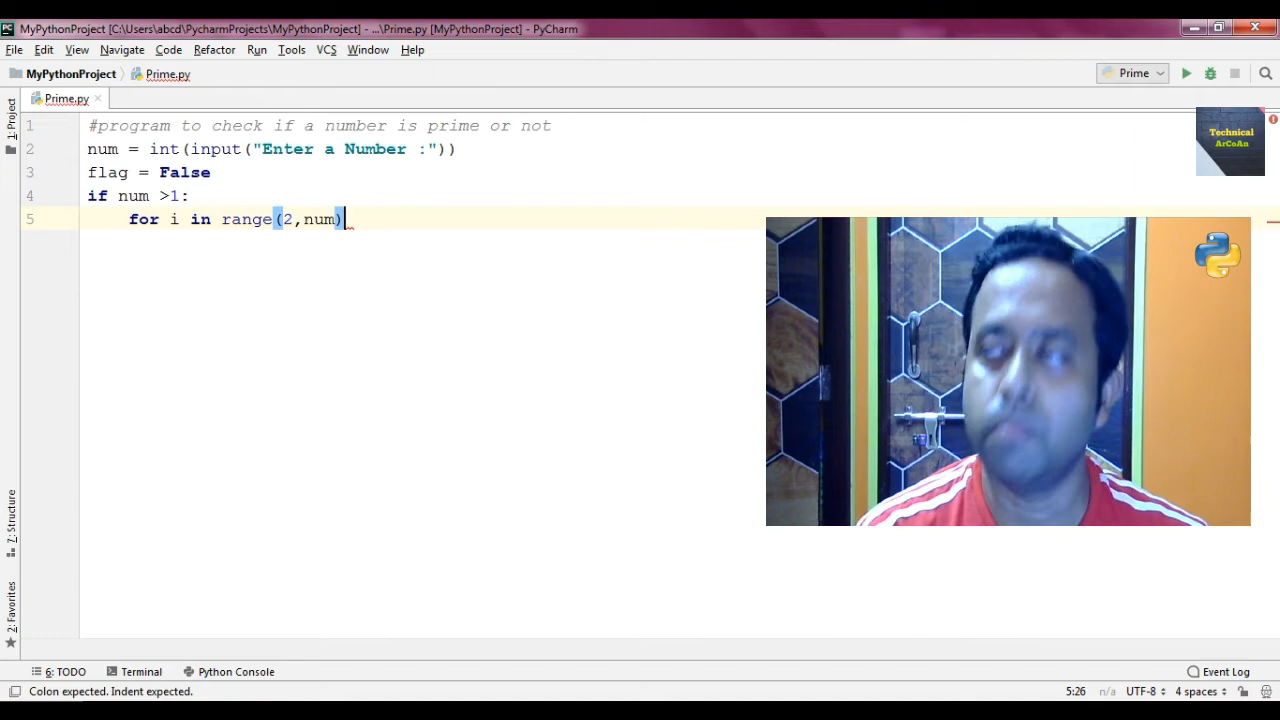 MyPythonProject [C:\Users\abcd\PycharmProjects\MyPythonProject] - ...\Prime.py [MyPythonProject] - PyCharm
File Edit View Navigate Code Refactor Run Tools VCS Window Help
MyPythonProject Prime.py Prime
Prime.py
1: Project
1 #program to check if a number is prime or not
2 num = int(input("Enter a Number :"))
3 flag = False
4 if num >1:
5 for i in range(2,num)
Technical
ArCoAn
7: Structure
2: Favorites
6: TODO Terminal Python Console Event Log
Colon expected. Indent expected. 5:26 n/a UTF-8 4 spaces